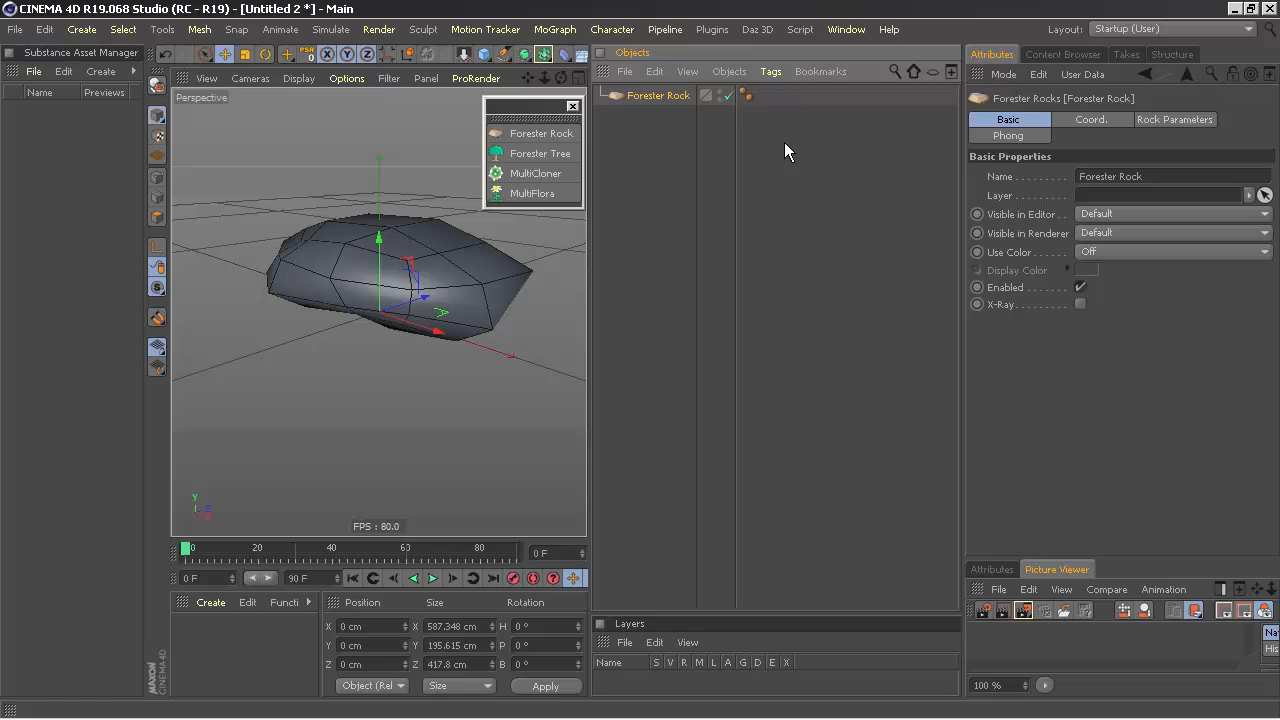 CINEMA 4D R19.068 Studio (RC - R19) - [Untitled 2 *] - Main
File Edit Create Select Tools Mesh Snap Animate Simulate Render Sculpt Motion Tracker MoGraph Character Pipeline Plugins Daz 3D Script Window Help Layout: Startup (User)
Substance Asset Manager
File Edit Create
Name Previews
PSR
X Y Z
View Cameras Display Options Filter Panel ProRender
Perspective
Forester Rock
Forester Tree
MultiCloner
MultiFlora
Y
Z
X
FPS : 80.0
0 20 40 60 80 0 F
0 F 90 F
Create Edit Functi
Position Size Rotation
X 0 cm X 587.348 cm H 0 °
Y 0 cm Y 195.615 cm P 0 °
Z 0 cm Z 417.8 cm B 0 °
Object (Rel Size Apply
MAXON CINEMA 4D
Objects
File Edit View Objects Tags Bookmarks
Forester Rock
Layers
File Edit View
Name S V R M L A G D E X
Attributes Content Browser Takes Structure
Mode Edit User Data
Forester Rocks [Forester Rock]
Basic Coord. Rock Parameters
Phong
Basic Properties
Name Forester Rock
Layer
Visible in Editor Default
Visible in Renderer Default
Use Color Off
Display Color
Enabled
X-Ray
Attributes Picture Viewer
File Edit View Compare Animation
Na
His
100 %